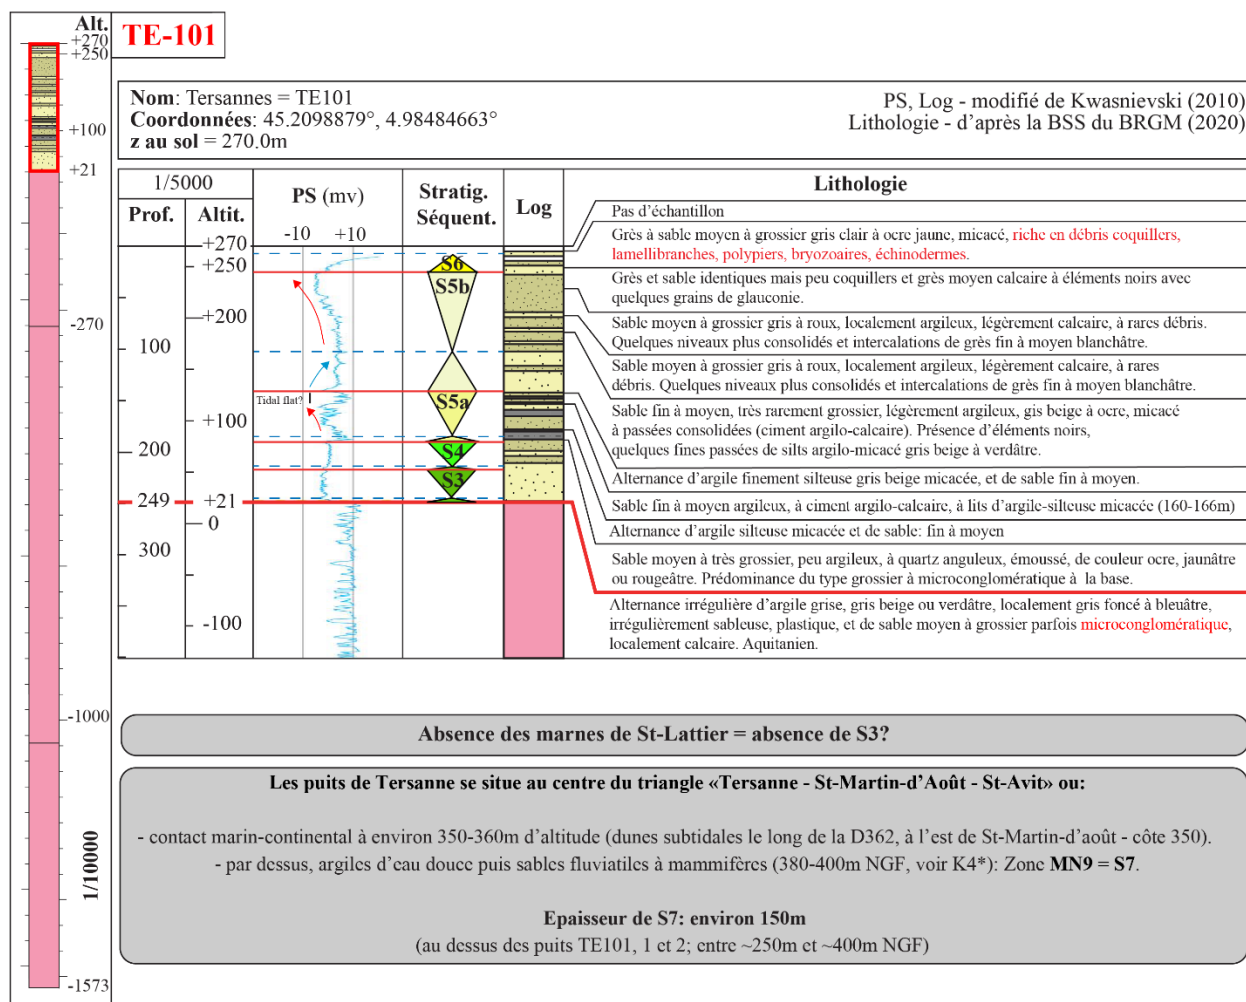 Alt.
+270
+250
+100
+21
-270
-1000
-1573
1/10000
TE-101
Nom: Tersannes = TE101
Coordonnées: 45.2098879°, 4.98484663°
z au sol = 270.0m
PS, Log - modifié de Kwasnievski (2010)
Lithologie - d'après la BSS du BRGM (2020)
1/5000
Prof.
Altit.
PS (mv)
-10
+10
Stratig.
Séquent.
Log
Lithologie
+270
+250
+200
100
+100
200
249
+21
0
300
-100
Tidal flat?
S6
S5b
S5a
S4
S3
Pas d'échantillon
Grès à sable moyen à grossier gris clair à ocre jaune, micacé, riche en débris coquillers,
lamellibranches, polypiers, bryozoaires, échinodermes.
Grès et sable identiques mais peu coquillers et grès moyen calcaire à éléments noirs avec
quelques grains de glauconie.
Sable moyen à grossier gris à roux, localement argileux, légèrement calcaire, à rares débris.
Quelques niveaux plus consolidés et intercalations de grès fin à moyen blanchâtre.
Sable moyen à grossier gris à roux, localement argileux, légèrement calcaire, à rares
débris. Quelques niveaux plus consolidés et intercalations de grès fin à moyen blanchâtre.
Sable fin à moyen, très rarement grossier, légèrement argileux, gis beige à ocre, micacé
à passées consolidées (ciment argilo-calcaire). Présence d'éléments noirs,
quelques fines passées de silts argilo-micacé gris beige à verdâtre.
Alternance d'argile finement silteuse gris beige micacée, et de sable fin à moyen.
Sable fin à moyen argileux, à ciment argilo-calcaire, à lits d'argile-silteuse micacée (160-166m)
Alternance d'argile silteuse micacée et de sable: fin à moyen
Sable moyen à très grossier, peu argileux, à quartz anguleux, émoussé, de couleur ocre, jaunâtre
ou rougeâtre. Prédominance du type grossier à microconglomératique à la base.
Alternance irrégulière d'argile grise, gris beige ou verdâtre, localement gris foncé à bleuâtre,
irrégulièrement sableuse, plastique, et de sable moyen à grossier parfois microconglomératique,
localement calcaire. Aquitanien.
Absence des marnes de St-Lattier = absence de S3?
Les puits de Tersanne se situe au centre du triangle «Tersanne - St-Martin-d'Août - St-Avit» ou:
- contact marin-continental à environ 350-360m d'altitude (dunes subtidales le long de la D362, à l'est de St-Martin-d'août - côte 350).
- par dessus, argiles d'eau douce puis sables fluviatiles à mammifères (380-400m NGF, voir K4*): Zone MN9 = S7.
Epaisseur de S7: environ 150m
(au dessus des puits TE101, 1 et 2; entre ~250m et ~400m NGF)